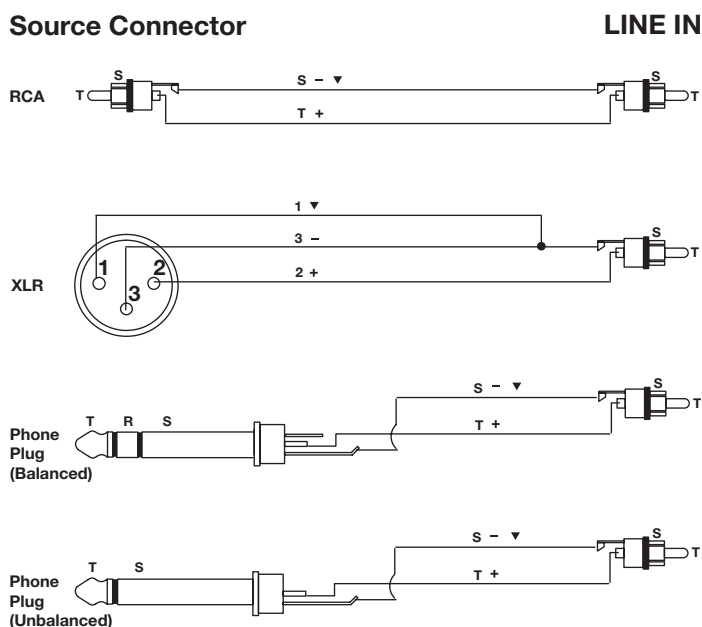 Source Connector LINE IN
S S
RCA T S – ▼ T
T +
1 ▼
3 – S
1 2 T
XLR 3 2 +
S – ▼ S
T R S T + T
Phone
Plug
(Balanced)
S – ▼ S
T S T + T
Phone
Plug
(Unbalanced)